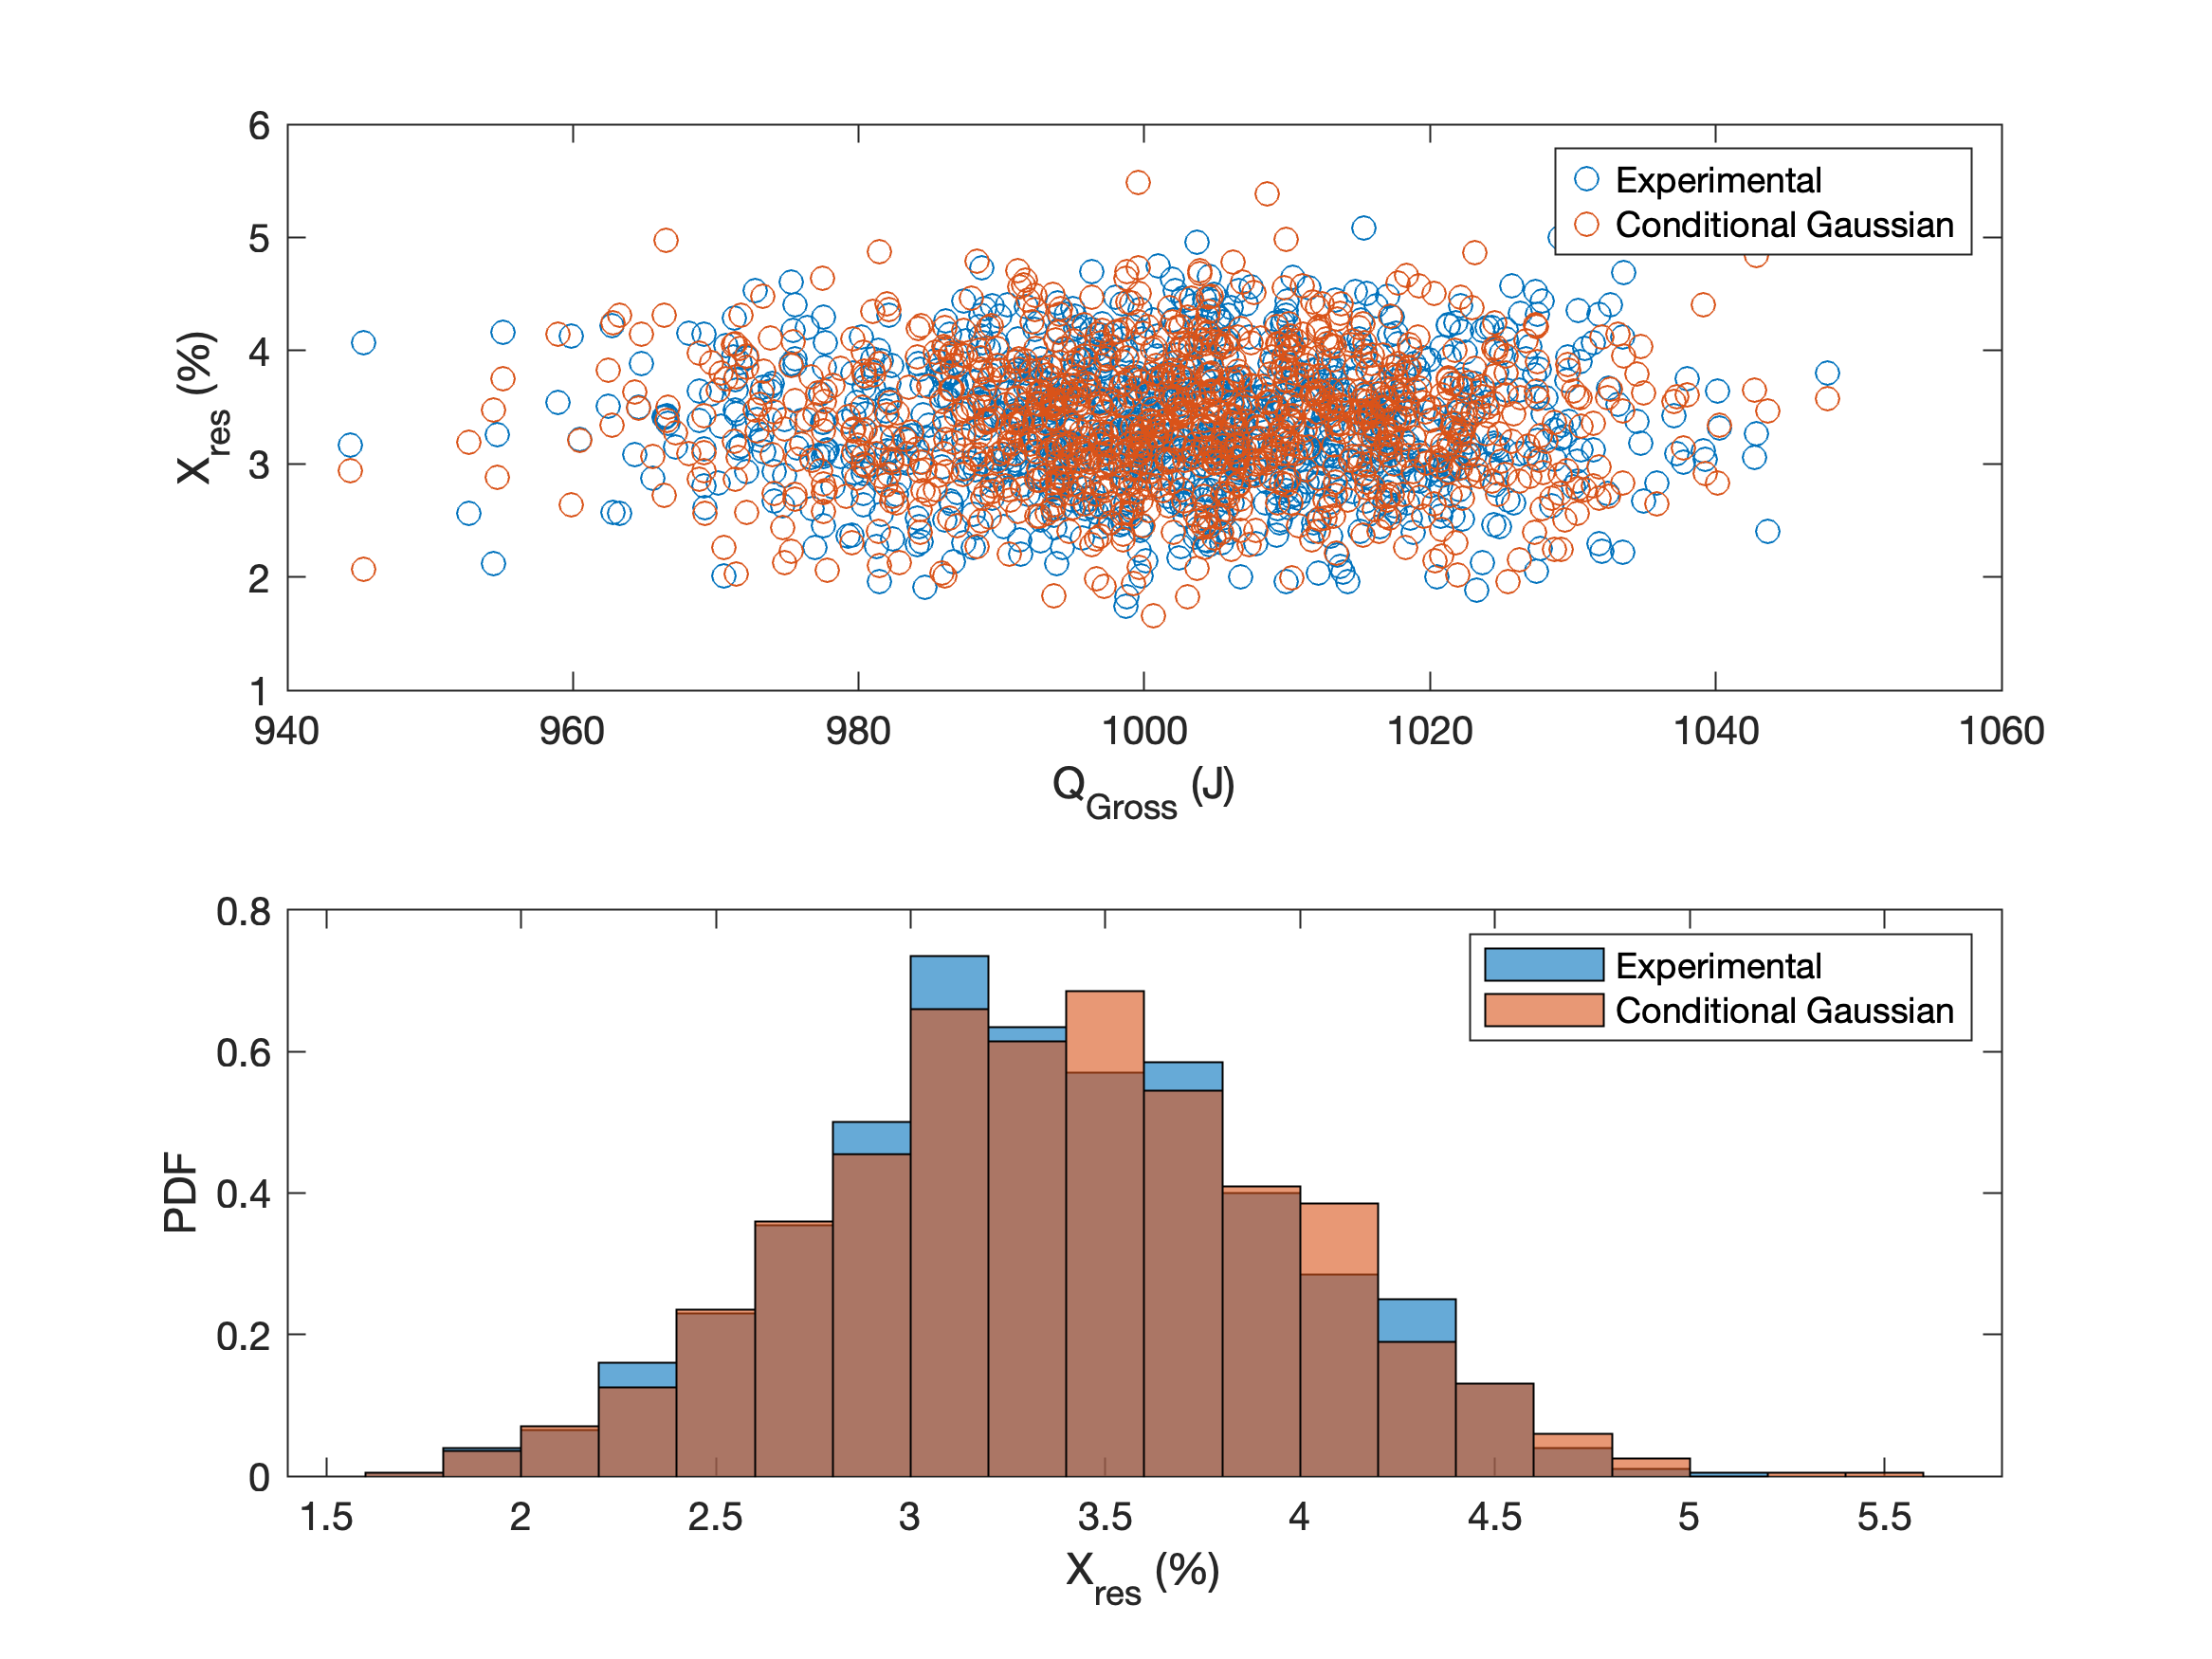 6
5
4
3
2
1
X_res (%)
Experimental
Conditional Gaussian
940 960 980 1000 1020 1040 1060
Q_Gross (J)
0.8
0.6
0.4
0.2
0
PDF
Experimental
Conditional Gaussian
1.5 2 2.5 3 3.5 4 4.5 5 5.5
X_res (%)